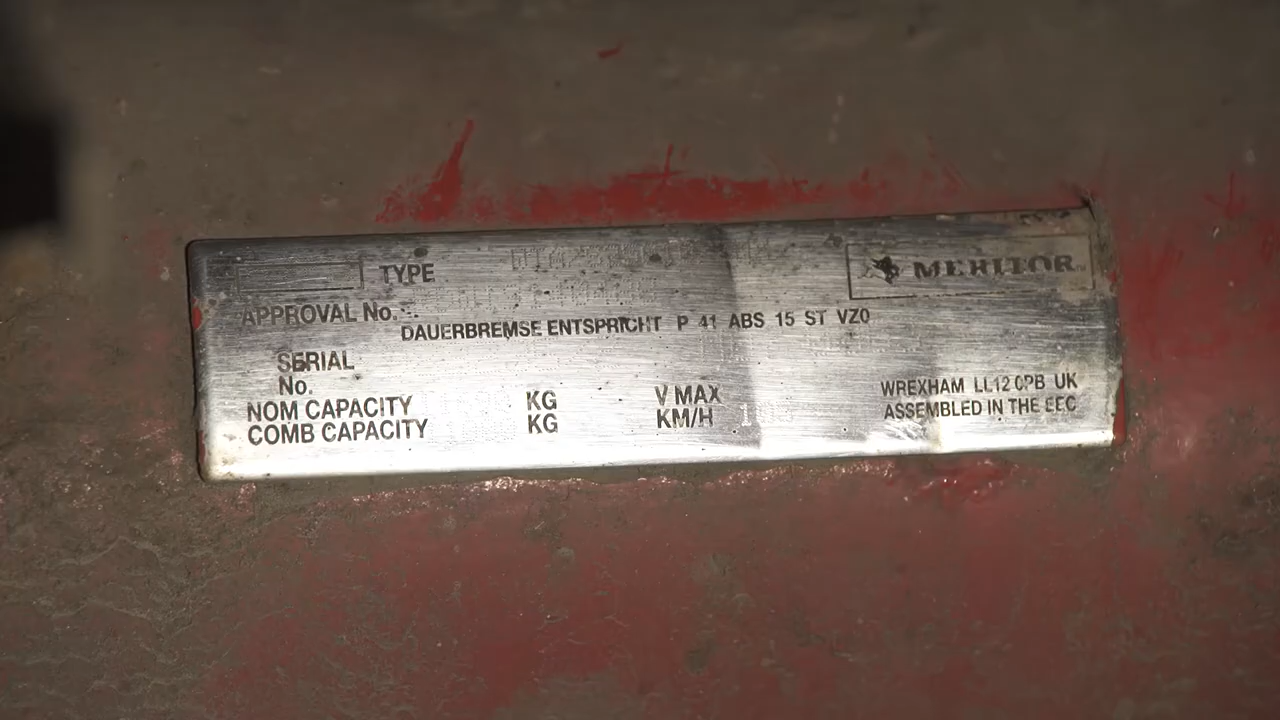 TYPE
MERITOR
APPROVAL No.
DAUERBREMSE ENTSPRICHT P 41 ABS 15 ST VZO
SERIAL
No.
NOM CAPACITY KG V MAX
COMB CAPACITY KG KM/H
WREXHAM LL12 0PB UK
ASSEMBLED IN THE EEC